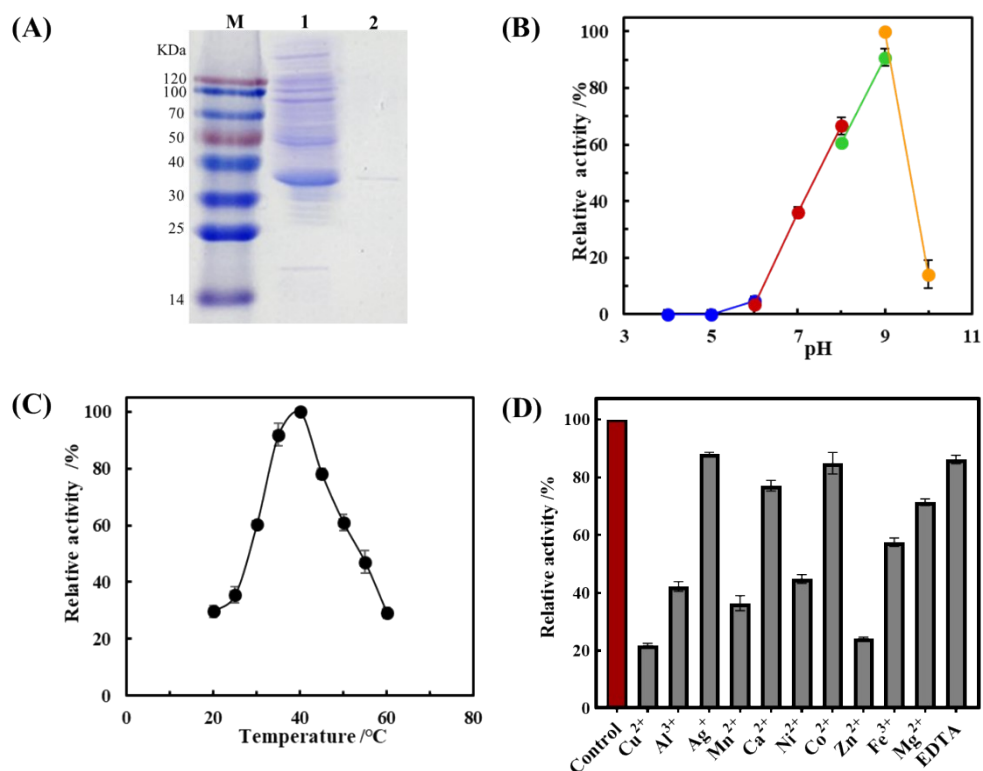 (A)
M 1 2
KDa
120
100
70
50
40
30
25
14
(B)
Relative activity /%
100
80
60
40
20
0
3 5 7 9 11
pH
(C)
Relative activity /%
100
80
60
40
20
0
0 20 40 60 80
Temperature /°C
(D)
Relative activity /%
100
80
60
40
20
0
Control Cu²⁺ Al³⁺ Ag⁺ Mn²⁺ Ca²⁺ Ni²⁺ Co²⁺ Zn²⁺ Fe³⁺ Mg²⁺ EDTA